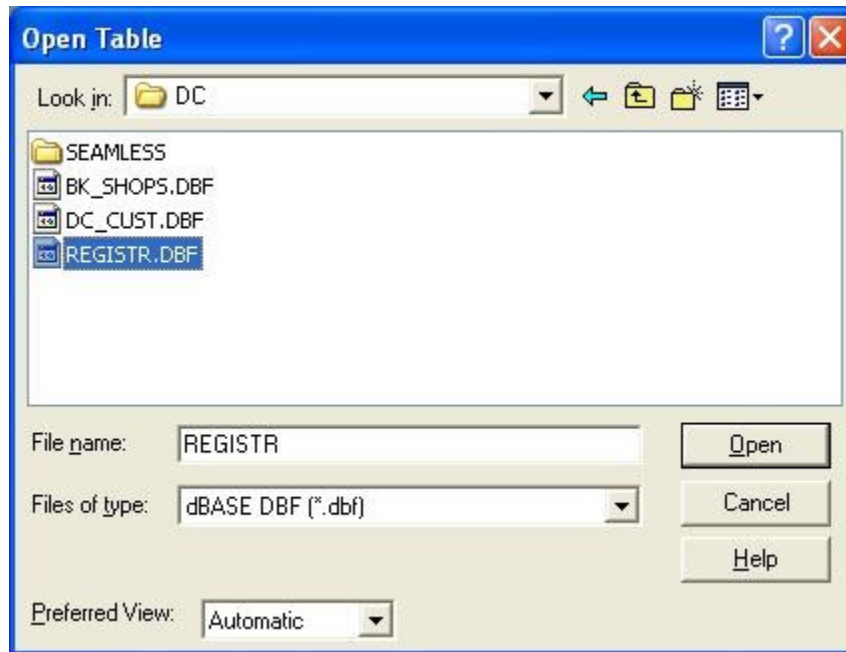 Open Table
Look in: DC
SEAMLESS
BK_SHOPS.DBF
DC_CUST.DBF
REGISTR.DBF
File name: REGISTR Open
Files of type: dBASE DBF (*.dbf) Cancel
Help
Preferred View: Automatic